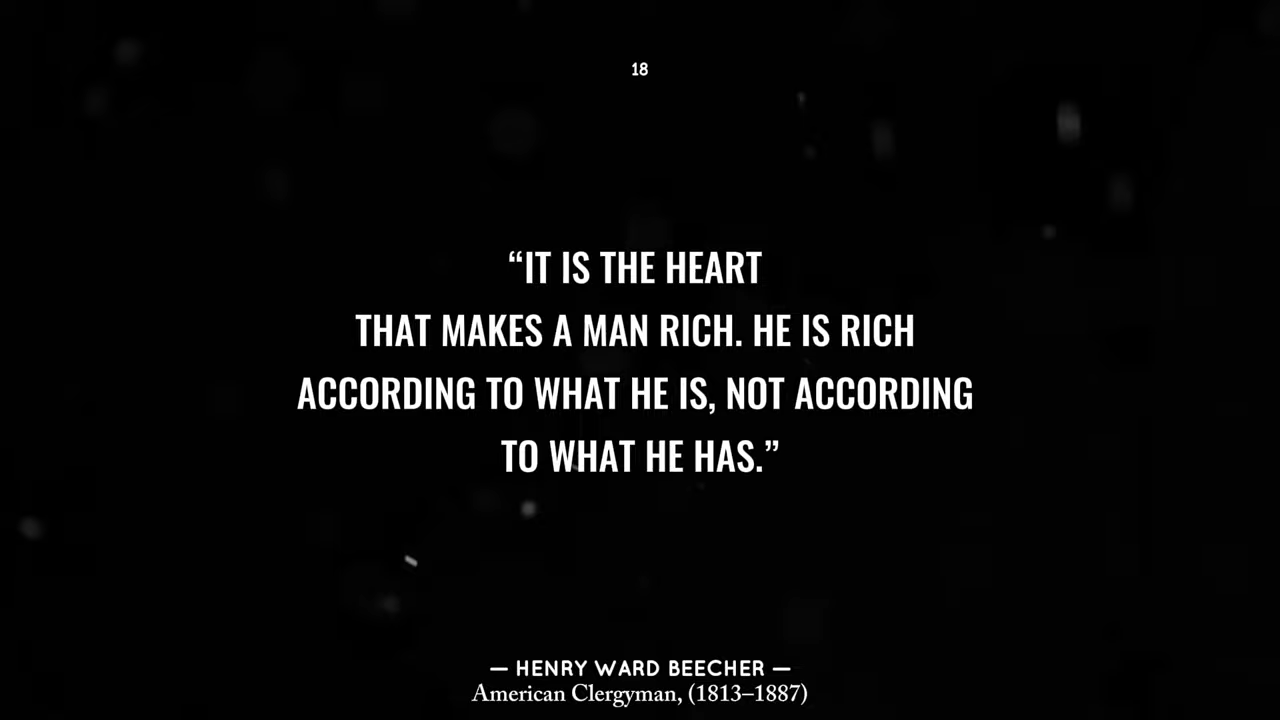 18
“IT IS THE HEART
THAT MAKES A MAN RICH. HE IS RICH
ACCORDING TO WHAT HE IS, NOT ACCORDING
TO WHAT HE HAS.”
— HENRY WARD BEECHER —
American Clergyman, (1813–1887)